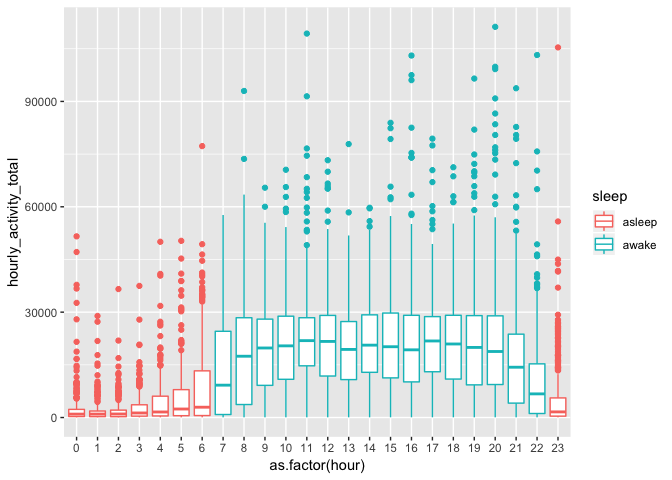 90000
60000
30000
0
hourly_activity_total
0 1 2 3 4 5 6 7 8 9 10 11 12 13 14 15 16 17 18 19 20 21 22 23
as.factor(hour)
sleep
asleep
awake